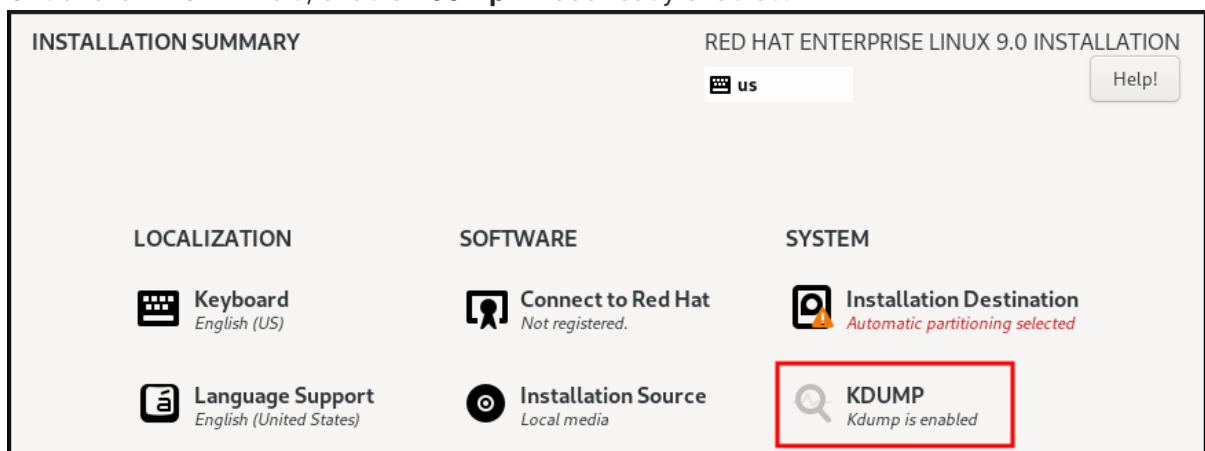 INSTALLATION SUMMARY
RED HAT ENTERPRISE LINUX 9.0 INSTALLATION
us
Help!
LOCALIZATION
SOFTWARE
SYSTEM
Keyboard
English (US)
Connect to Red Hat
Not registered.
Installation Destination
Automatic partitioning selected
Language Support
English (United States)
Installation Source
Local media
KDUMP
Kdump is enabled